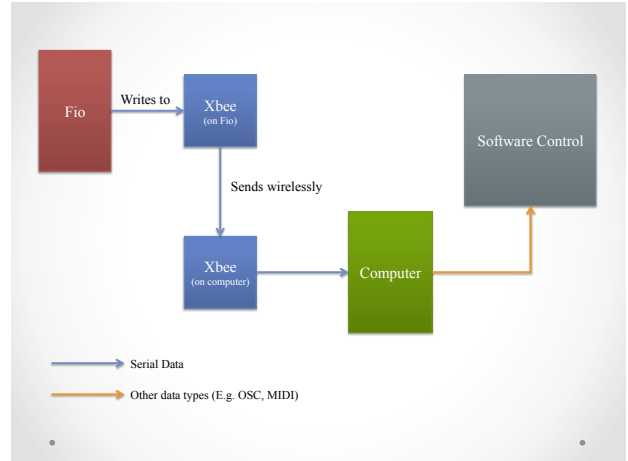 Fio
Writes to
Xbee
(on Fio)
Software Control
Sends wirelessly
Xbee
(on computer)
Computer
Serial Data
Other data types (E.g. OSC, MIDI)